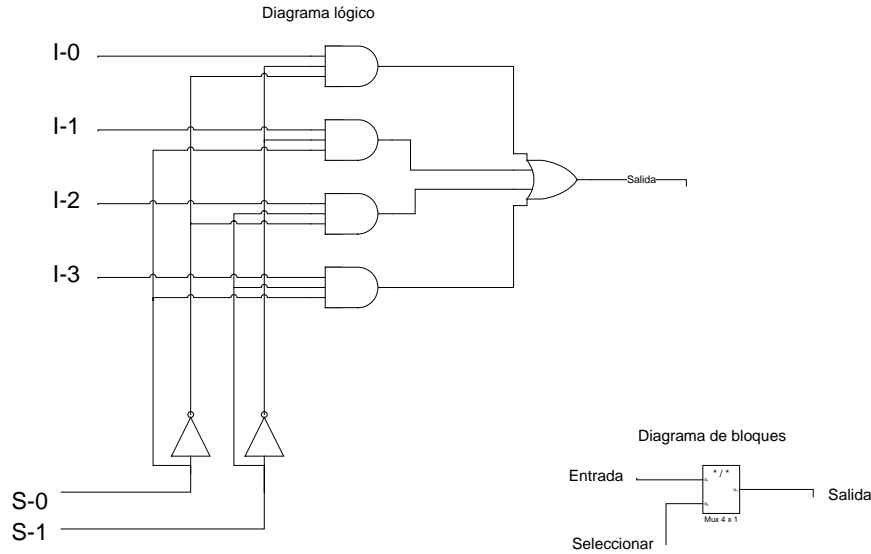 Diagrama lógico
I-0
I-1
I-2
Salida
I-3
Diagrama de bloques
Entrada
* / *
Salida
Mux 4 x 1
S-0
S-1
Seleccionar